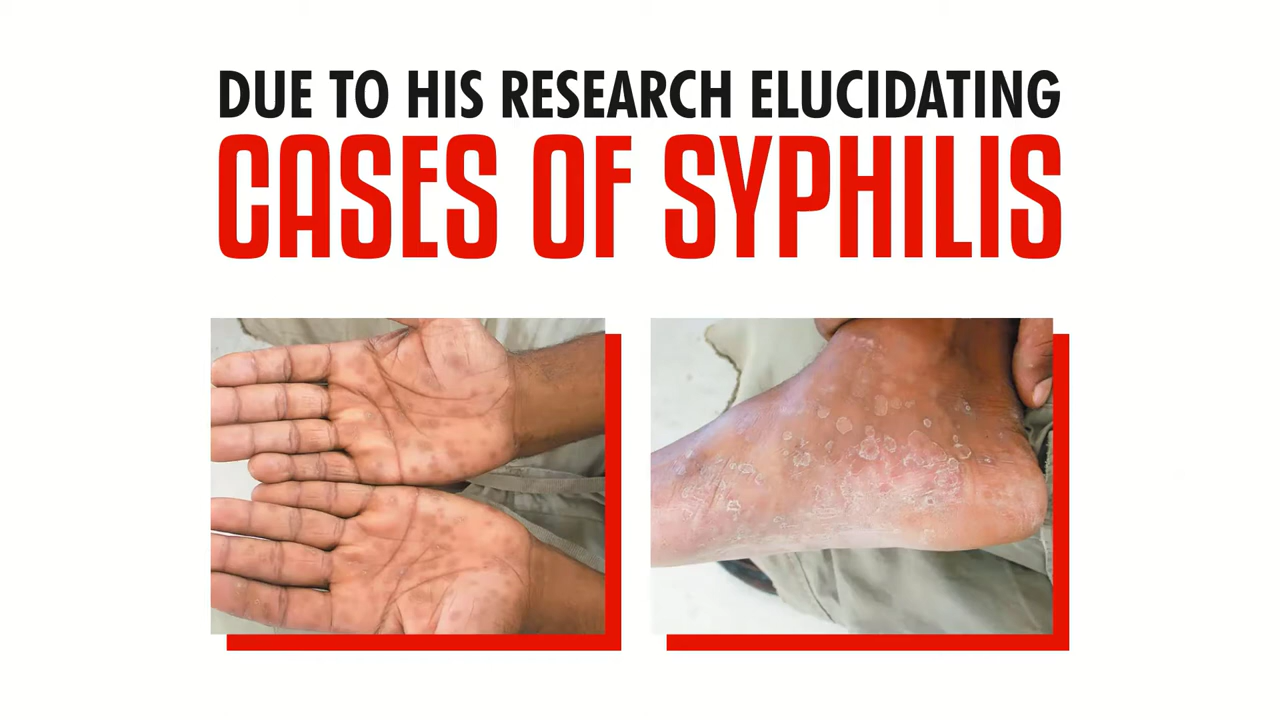 DUE TO HIS RESEARCH ELUCIDATING
CASES OF SYPHILIS